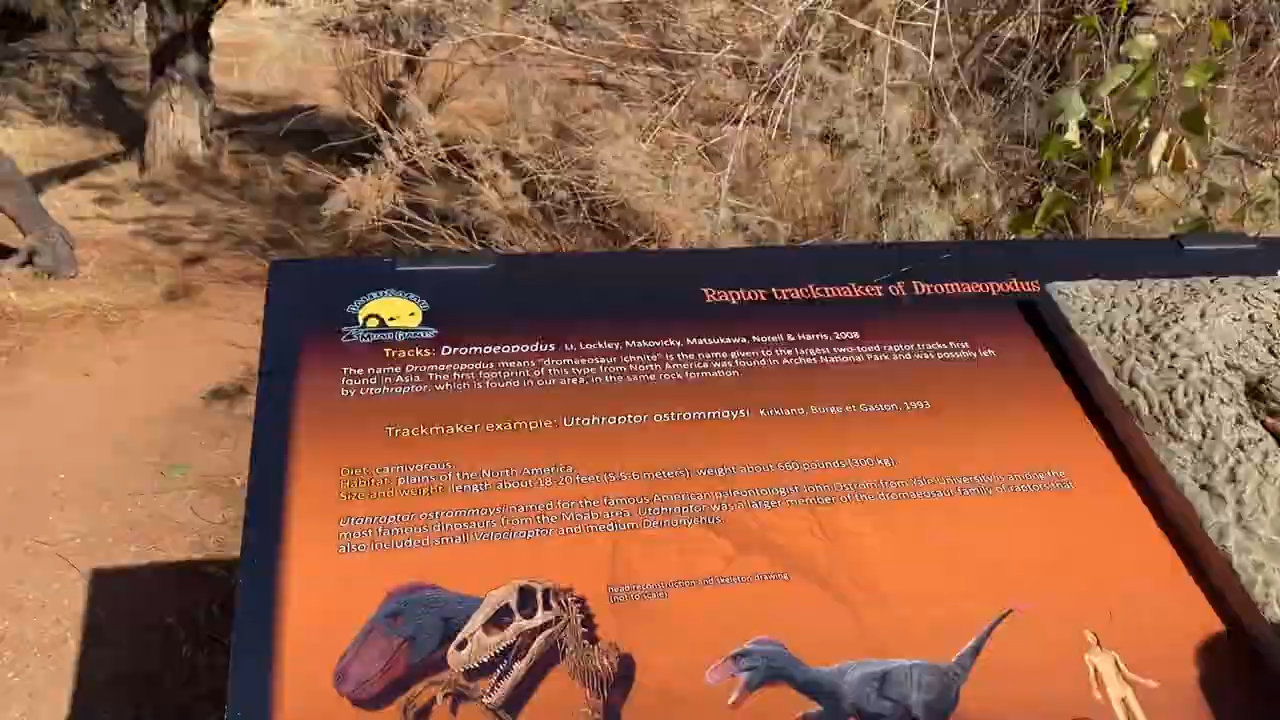 Raptor trackmaker of Dromaeopodus
PALEOSAFARI
MOAB GIANTS
Tracks: Dromaeopodus Li, Lockley, Makovicky, Matsukawa, Norell & Harris, 2008
The name Dromaeopodus means "dromaeosaur ichnite" is the name given to the largest two-toed raptor tracks first
found in Asia. The first footprint of this type from North America was found in Arches National Park and was possibly left
by Utahraptor, which is found in our area, in the same rock formation.
Trackmaker example: Utahraptor ostrommaysi Kirkland, Burge et Gaston, 1993
Diet: carnivorous.
Habitat: plains of the North America.
Size and weight: length about 18-20 feet (5.5-6 meters), weight about 660 pounds (300 kg).
Utahraptor ostrommaysi named for the famous American paleontologist John Ostrom from Yale University is among the
most famous dinosaurs from the Moab area. Utahraptor was a larger member of the dromaeosaur family of raptors that
also included small Velociraptor and medium Deinonychus.
head reconstruction and skeleton drawing
(not to scale)